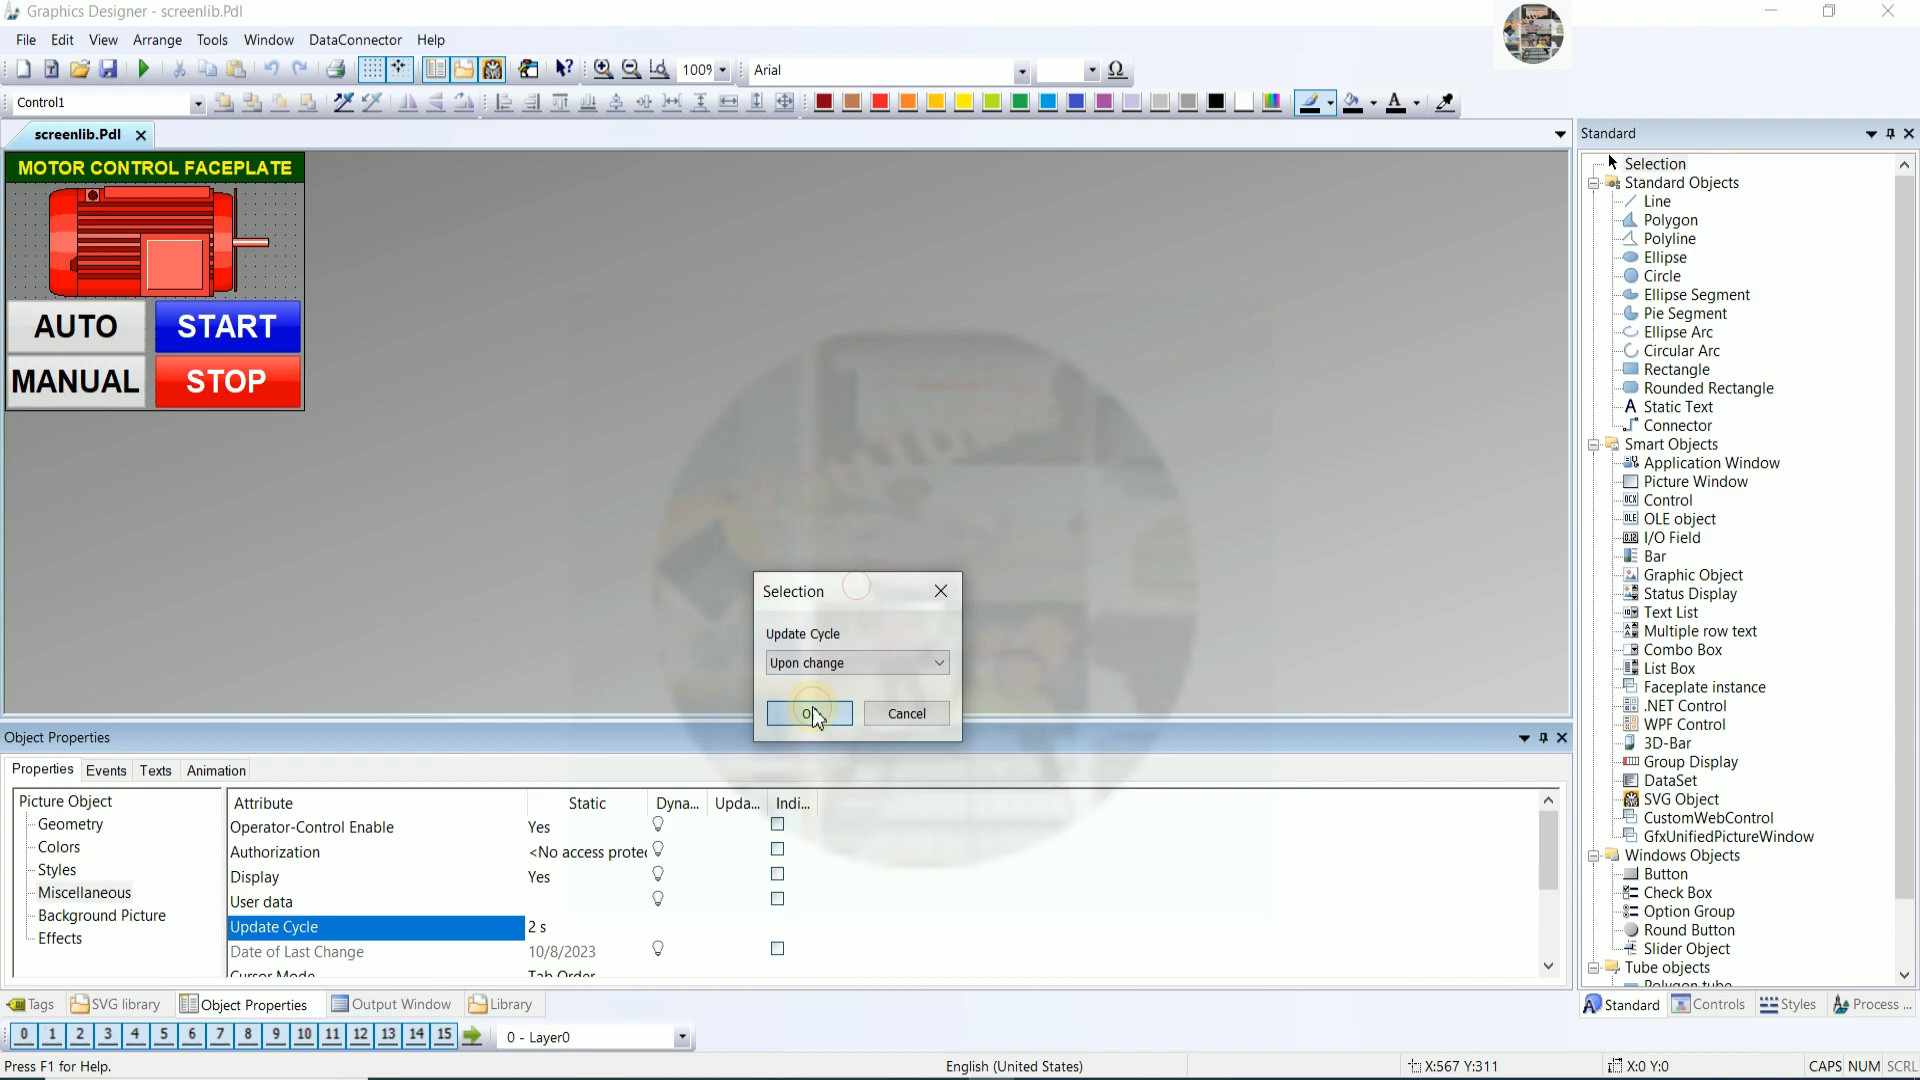 Graphics Designer - screenlib.Pdl
File Edit View Arrange Tools Window DataConnector Help
100% Arial
Control1
screenlib.Pdl
MOTOR CONTROL FACEPLATE
AUTO START
MANUAL STOP
Selection
Update Cycle
Upon change
Cancel
Object Properties
Properties Events Texts Animation
Picture Object
Geometry
Colors
Styles
Miscellaneous
Background Picture
Effects
Attribute Static Dyna... Upda... Indi...
Operator-Control Enable Yes
Authorization <No access protec
Display Yes
User data
Update Cycle 2 s
Date of Last Change 10/8/2023
Cursor Mode Tab Order
Tags SVG library Object Properties Output Window Library
0 1 2 3 4 5 6 7 8 9 10 11 12 13 14 15 0 - Layer0
Press F1 for Help. English (United States) X:567 Y:311 X:0 Y:0 CAPS NUM SCRL
Standard
Selection
Standard Objects
Line
Polygon
Polyline
Ellipse
Circle
Ellipse Segment
Pie Segment
Ellipse Arc
Circular Arc
Rectangle
Rounded Rectangle
Static Text
Connector
Smart Objects
Application Window
Picture Window
Control
OLE object
I/O Field
Bar
Graphic Object
Status Display
Text List
Multiple row text
Combo Box
List Box
Faceplate instance
.NET Control
WPF Control
3D-Bar
Group Display
DataSet
SVG Object
CustomWebControl
GfxUnifiedPictureWindow
Windows Objects
Button
Check Box
Option Group
Round Button
Slider Object
Tube objects
Polygon tube
Standard Controls Styles Process ...